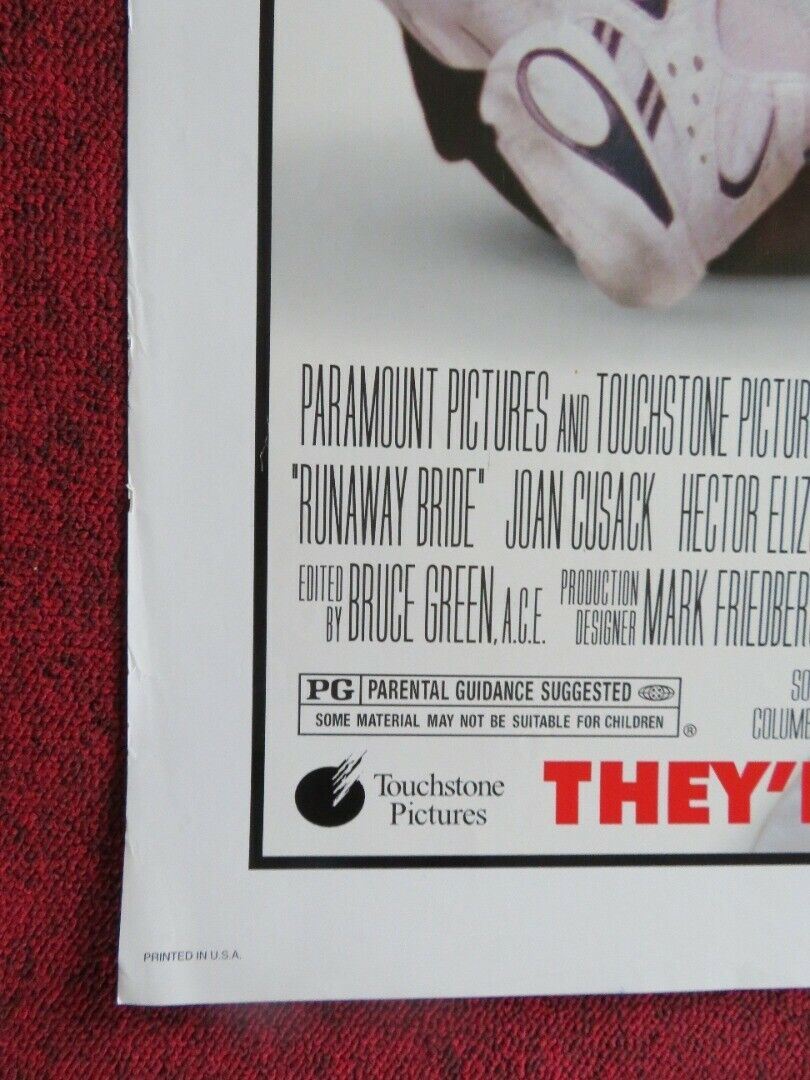 PARAMOUNT PICTURES AND TOUCHSTONE
"RUNAWAY BRIDE" JOAN CUSACK HECTOR
EDITED BY BRUCE GREEN, A.C.E. PRODUCTION DESIGNER MARK
PG PARENTAL GUIDANCE SUGGESTED
SOME MATERIAL MAY NOT BE SUITABLE FOR CHILDREN ®
Touchstone
Pictures
PRINTED IN U.S.A.